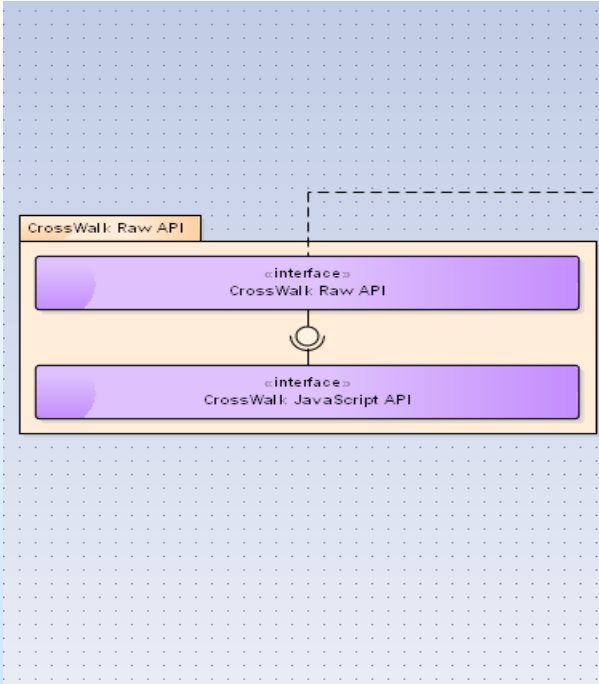 CrossWalk Raw API
«interface»
CrossWalk Raw API
«interface»
CrossWalk JavaScript API